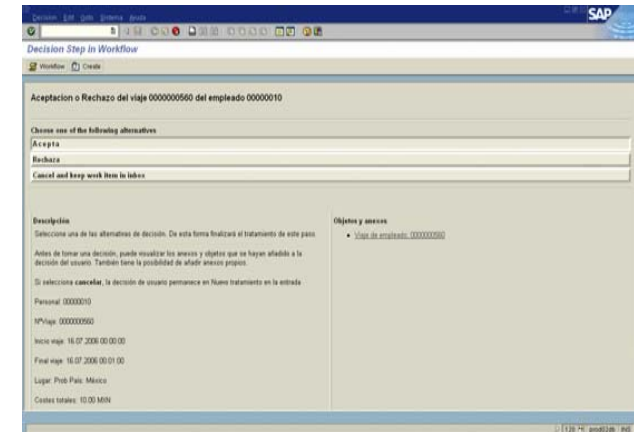 Decision Edit Goto Sistema Ayuda
SAP
Decision Step in Workflow
Workflow Create
Aceptacion o Rechazo del viaje 0000000560 del empleado 00000010
Choose one of the following alternatives
Acepta
Rechaza
Cancel and keep work item in inbox
Descripción
Seleccione una de las alternativas de decisión. De esta forma finalizará el tratamiento de este paso.
Antes de tomar una decisión, puede visualizar los anexos y objetos que se hayan añadido a la
decisión del usuario. También tiene la posibilidad de añadir anexos propios.
Si selecciona cancelar, la decisión de usuario permanece en Nuevo tratamiento en la entrada
Personal: 00000010
NºViaje: 0000000560
Inicio viaje: 16.07.2006 00:00:00
Final viaje: 16.07.2006 00:01:00
Lugar: Prob País: México
Costes totales: 10.00 MXN
Objetos y anexos
Viaje de empleado: 0000000560
INS